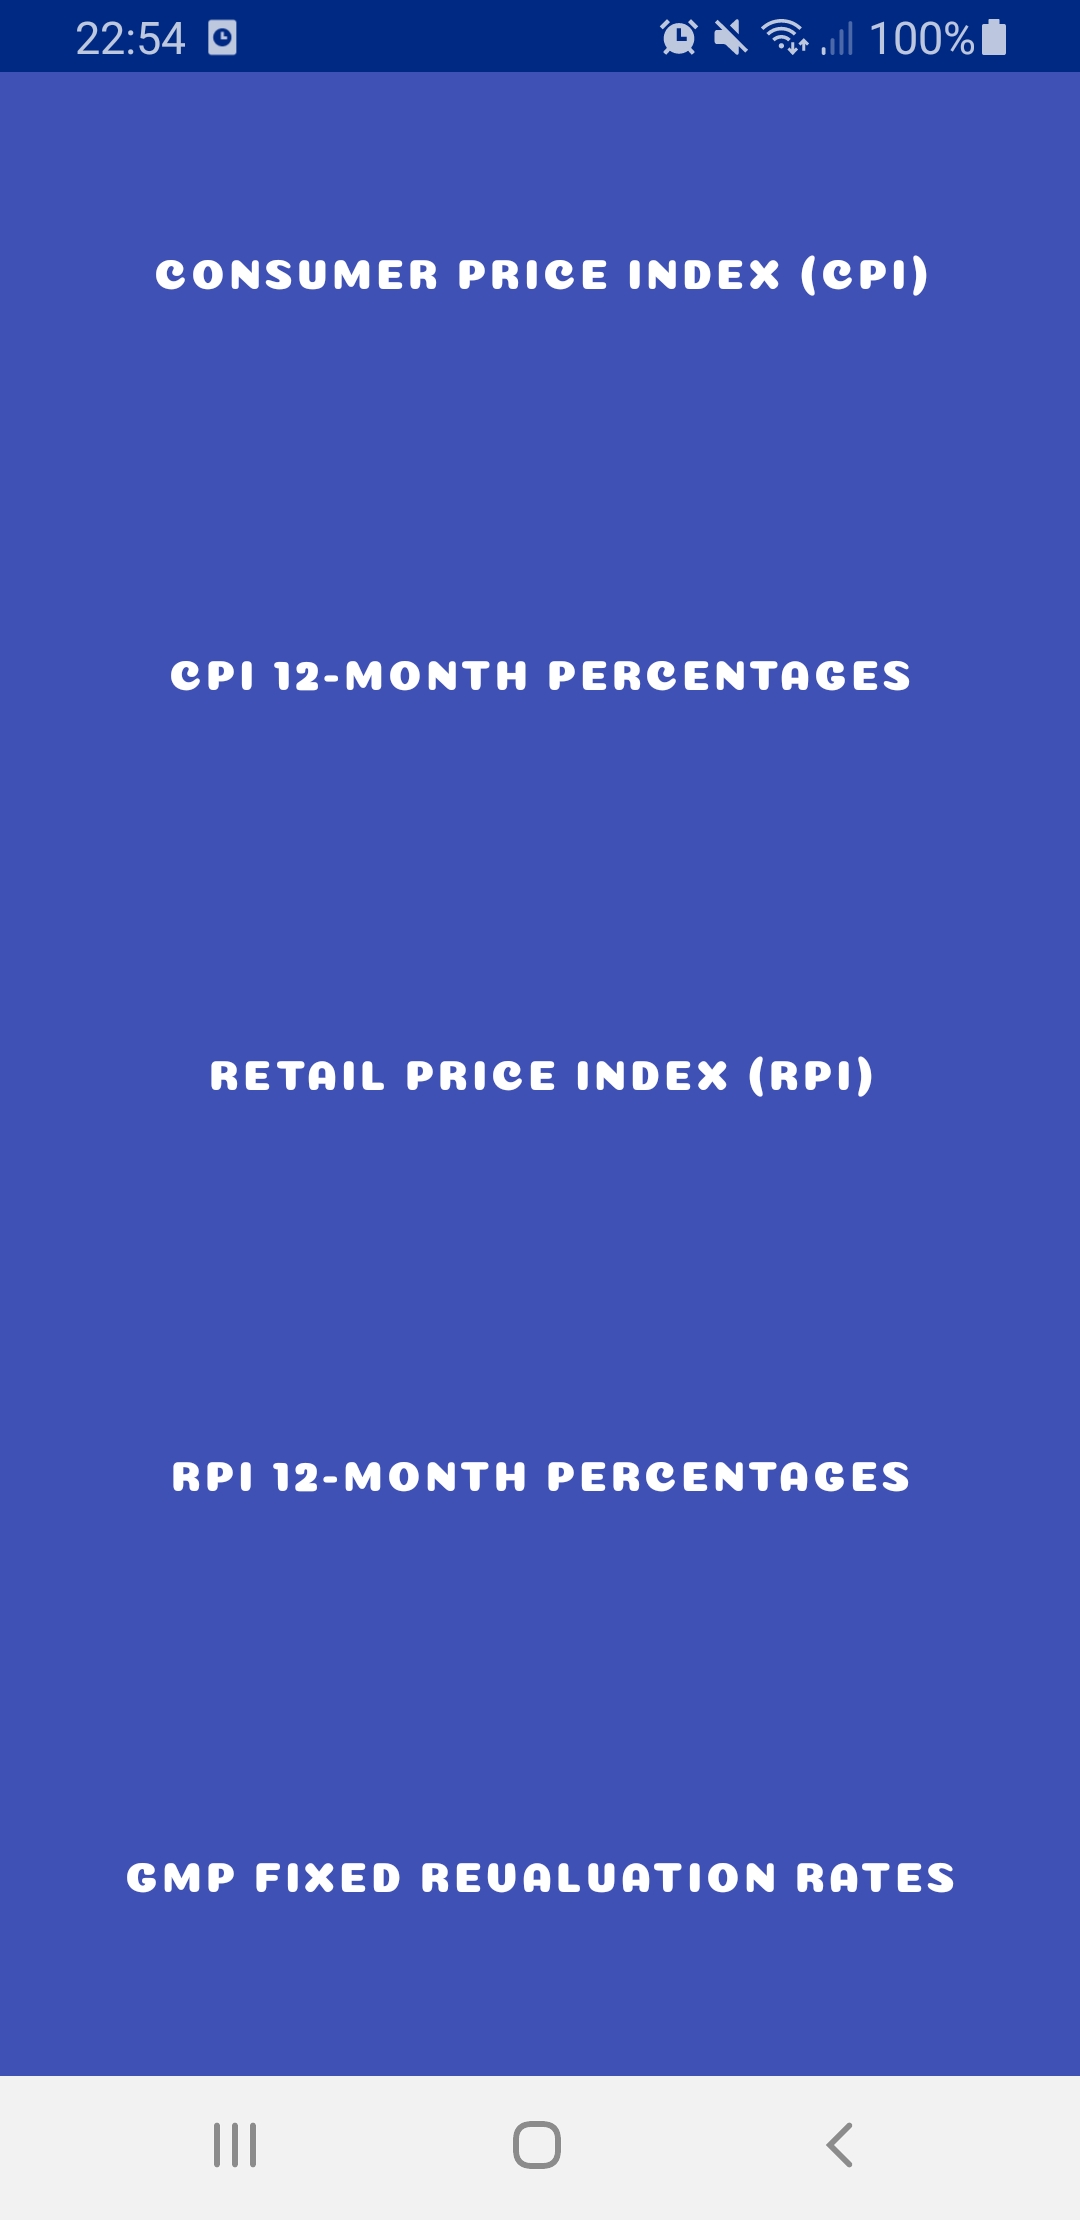 22:54 100%
CONSUMER PRICE INDEX (CPI)
CPI 12-MONTH PERCENTAGES
RETAIL PRICE INDEX (RPI)
RPI 12-MONTH PERCENTAGES
GMP FIXED REVALUATION RATES